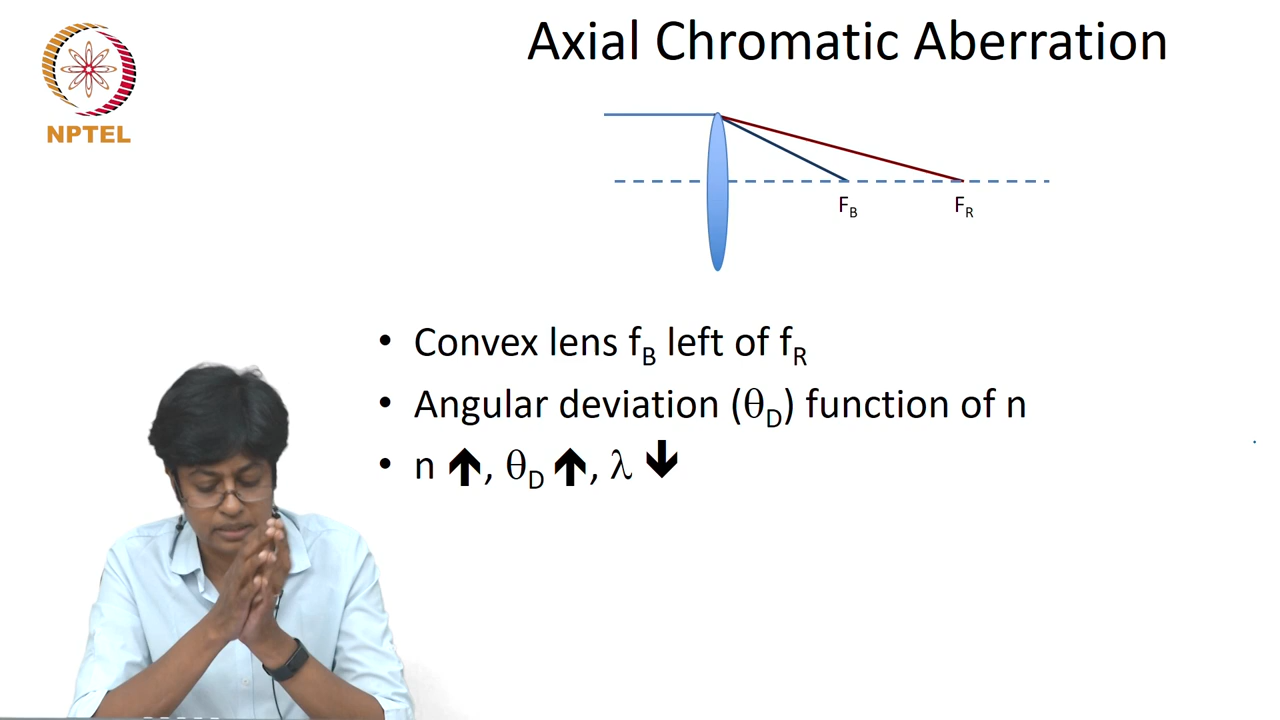 NPTEL
Axial Chromatic Aberration
F_B
F_R
• Convex lens f_B left of f_R
• Angular deviation (θ_D) function of n
• n ↑, θ_D ↑, λ ↓